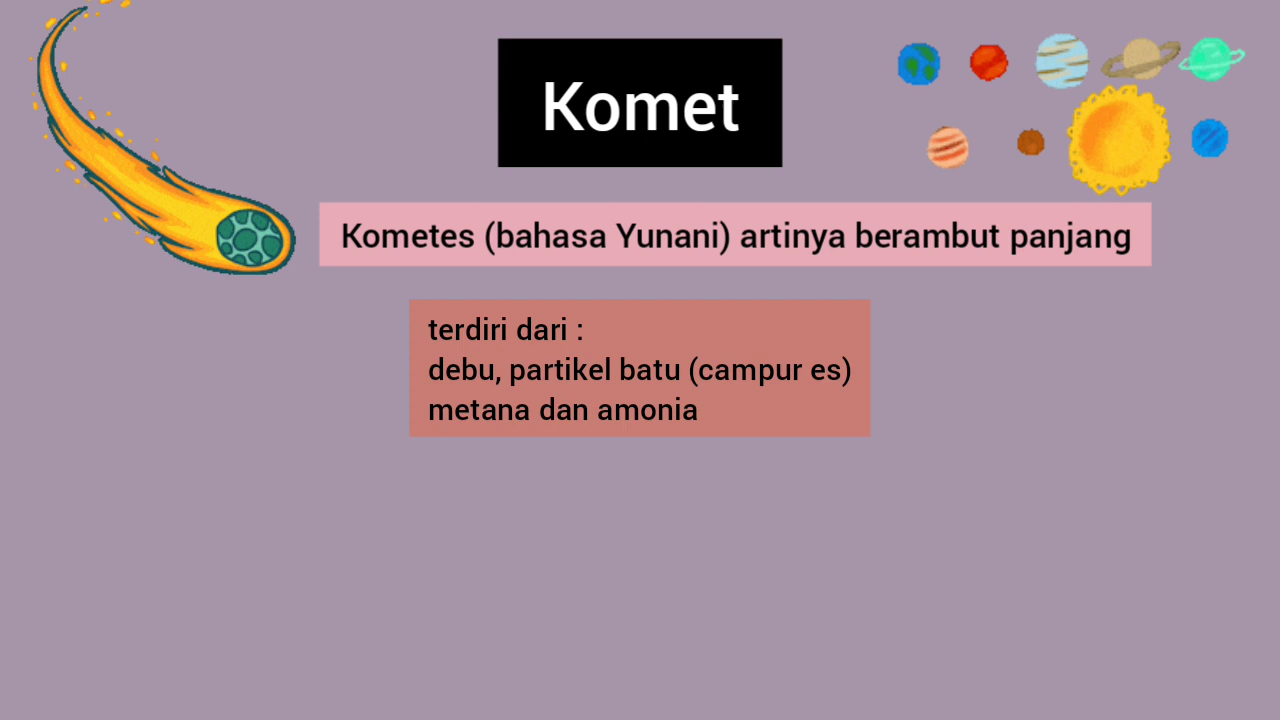 Komet
Kometes (bahasa Yunani) artinya berambut panjang
terdiri dari :
debu, partikel batu (campur es)
metana dan amonia